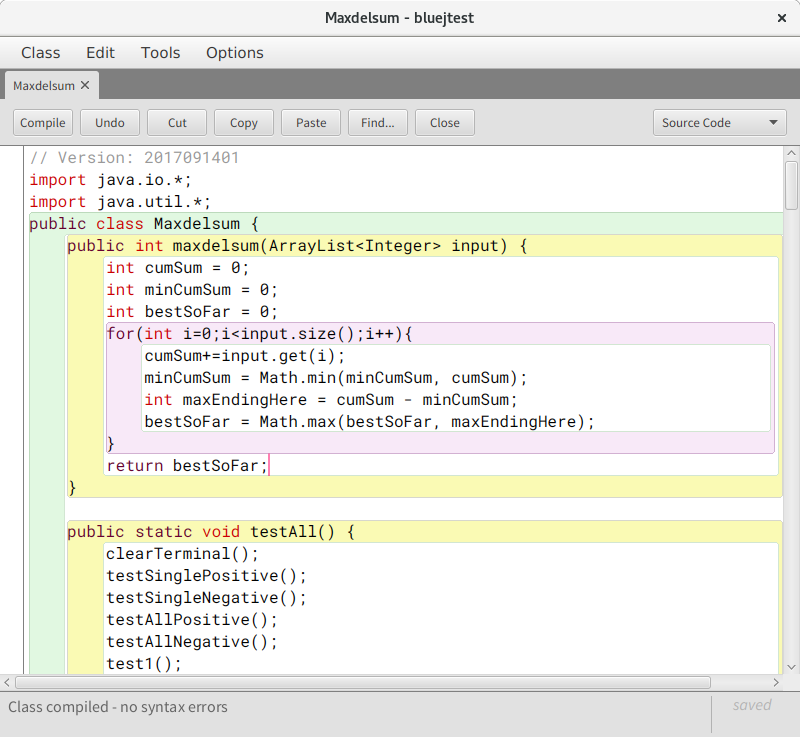 Maxdelsum - bluejtest ×
Class Edit Tools Options
Maxdelsum ✕
Compile Undo Cut Copy Paste Find... Close Source Code
// Version: 2017091401
import java.io.*;
import java.util.*;
public class Maxdelsum {
public int maxdelsum(ArrayList<Integer> input) {
int cumSum = 0;
int minCumSum = 0;
int bestSoFar = 0;
for(int i=0;i<input.size();i++){
cumSum+=input.get(i);
minCumSum = Math.min(minCumSum, cumSum);
int maxEndingHere = cumSum - minCumSum;
bestSoFar = Math.max(bestSoFar, maxEndingHere);
}
return bestSoFar;
}
public static void testAll() {
clearTerminal();
testSinglePositive();
testSingleNegative();
testAllPositive();
testAllNegative();
test1();
Class compiled - no syntax errors
saved